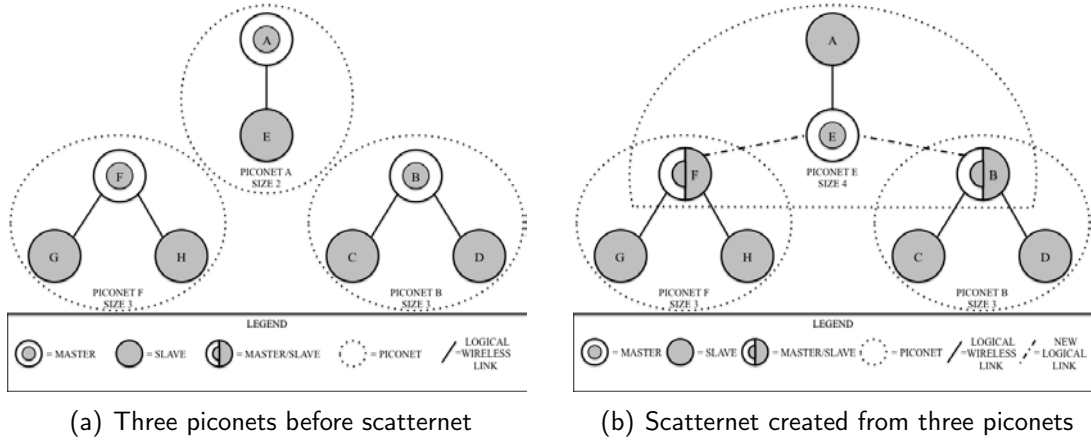 A
E
PICONET A
SIZE 2
F
B
G
H
C
D
PICONET F
SIZE 3
PICONET B
SIZE 3
LEGEND
= MASTER
= SLAVE
= MASTER/SLAVE
= PICONET
LOGICAL
=WIRELESS
LINK
(a) Three piconets before scatternet
A
E
PICONET E
SIZE 4
F
B
G
H
C
D
PICONET F
SIZE 3
PICONET B
SIZE 3
LEGEND
= MASTER
= SLAVE
= MASTER/SLAVE
= PICONET
LOGICAL
=WIRELESS
LINK
NEW
= LOGICAL
LINK
(b) Scatternet created from three piconets